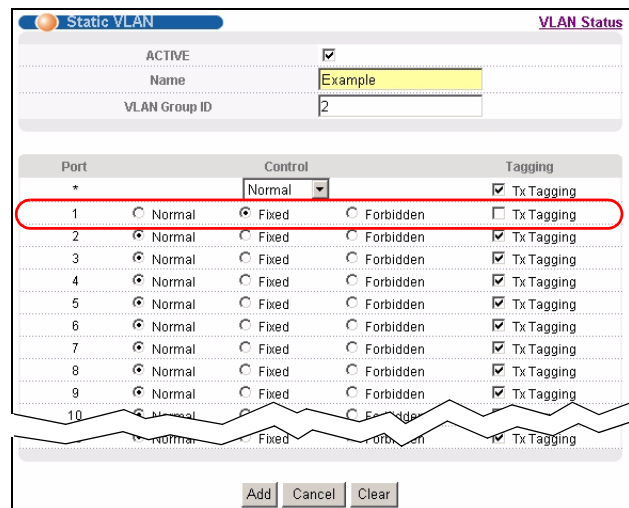 Static VLAN VLAN Status
ACTIVE
Name Example
VLAN Group ID 2
Port Control Tagging
* Normal Tx Tagging
1 Normal Fixed Forbidden Tx Tagging
2 Normal Fixed Forbidden Tx Tagging
3 Normal Fixed Forbidden Tx Tagging
4 Normal Fixed Forbidden Tx Tagging
5 Normal Fixed Forbidden Tx Tagging
6 Normal Fixed Forbidden Tx Tagging
7 Normal Fixed Forbidden Tx Tagging
8 Normal Fixed Forbidden Tx Tagging
9 Normal Fixed Forbidden Tx Tagging
10
Fixed Tx Tagging
Add Cancel Clear